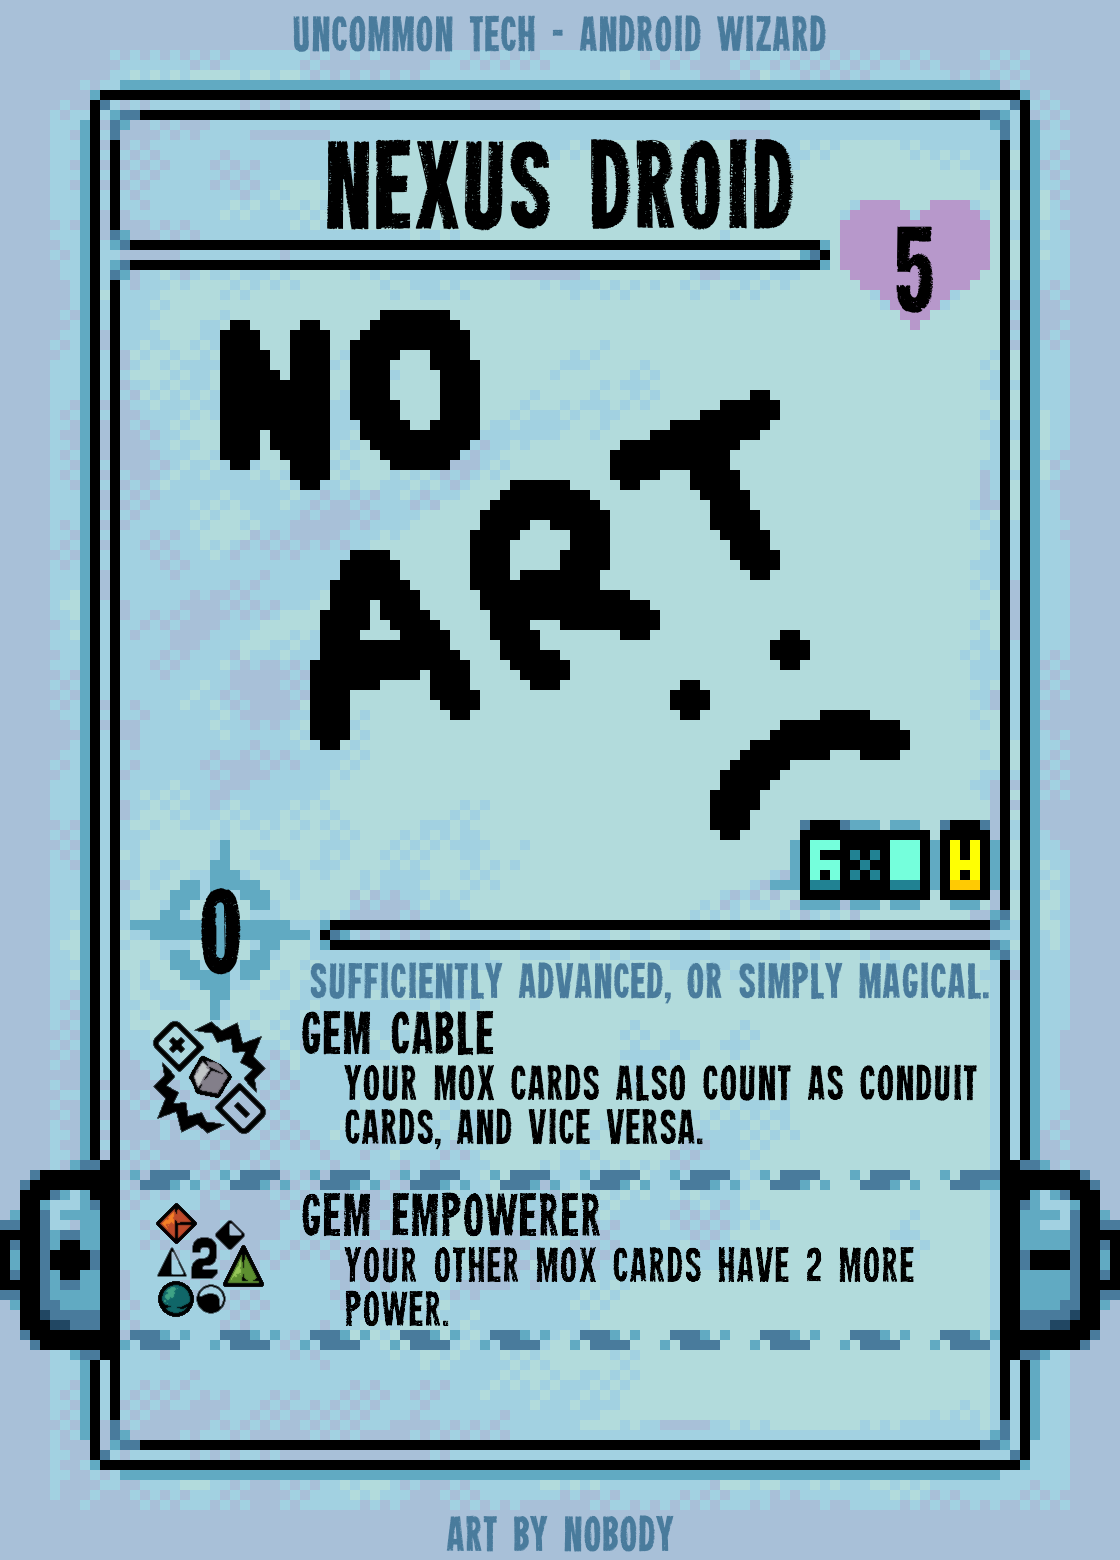 UNCOMMON TECH - ANDROID WIZARD
NEXUS DROID
5
NO
ART
6X
0
SUFFICIENTLY ADVANCED, OR SIMPLY MAGICAL.
GEM CABLE
YOUR MOX CARDS ALSO COUNT AS CONDUIT
CARDS, AND VICE VERSA.
GEM EMPOWERER
2
YOUR OTHER MOX CARDS HAVE 2 MORE
POWER.
ART BY NOBODY